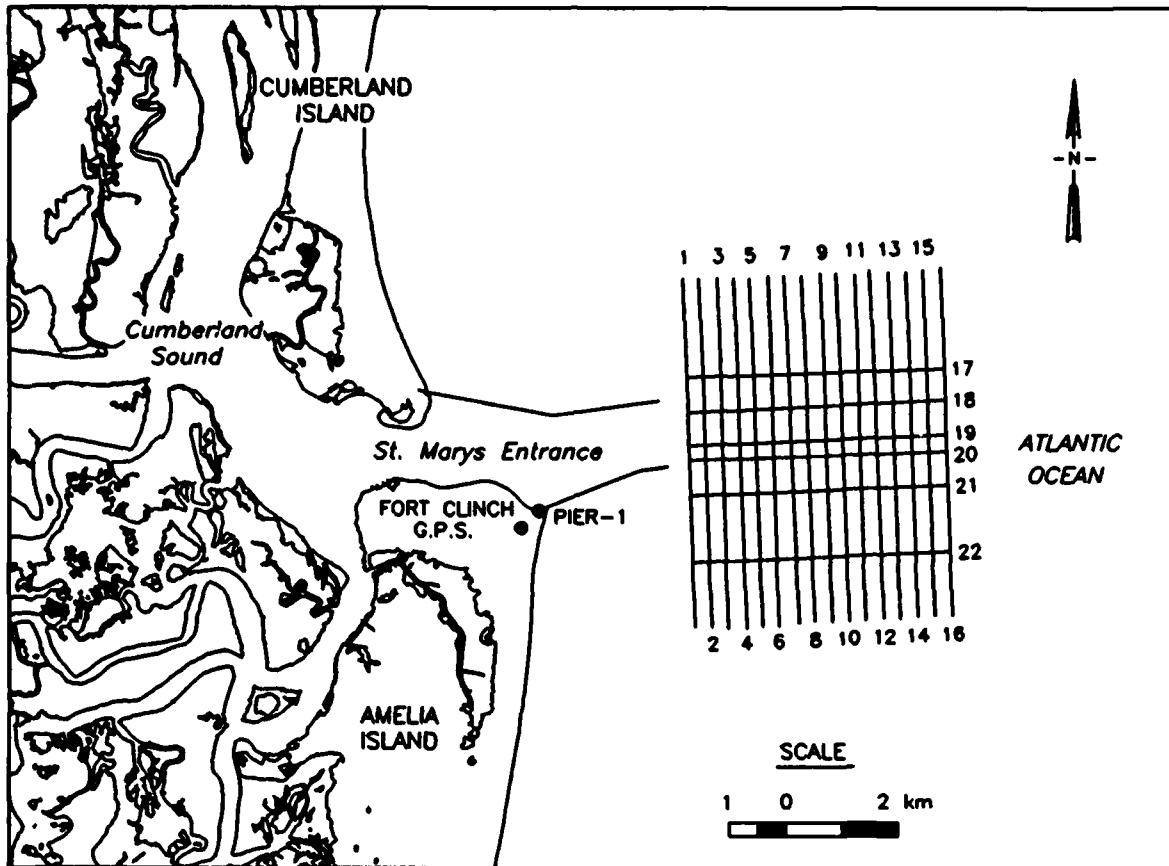 CUMBERLAND
ISLAND
-N-
1 3 5 7 9 11 13 15
Cumberland
Sound
17
18
19
20
21
22
St. Marys Entrance
ATLANTIC
OCEAN
FORT CLINCH
G.P.S.
PIER-1
2 4 6 8 10 12 14 16
AMELIA
ISLAND
SCALE
1 0 2 km